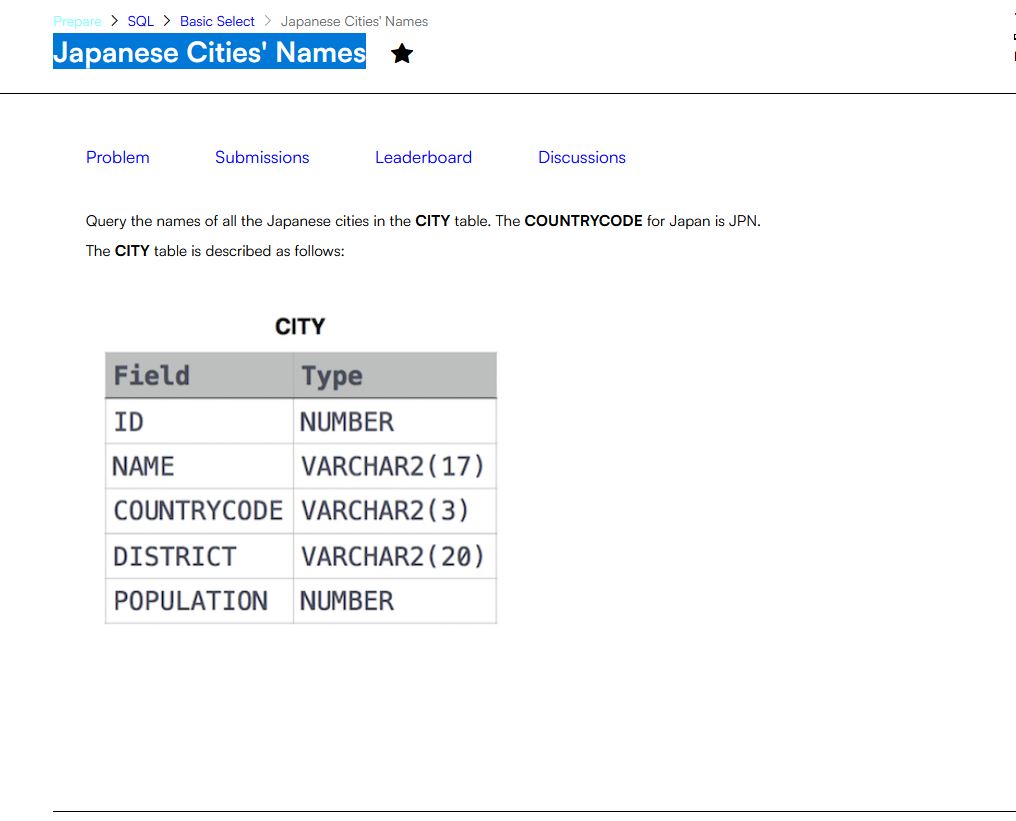 Prepare > SQL > Basic Select > Japanese Cities' Names
Japanese Cities' Names ★
Problem Submissions Leaderboard Discussions
Query the names of all the Japanese cities in the CITY table. The COUNTRYCODE for Japan is JPN.
The CITY table is described as follows:
CITY
Field Type
ID NUMBER
NAME VARCHAR2(17)
COUNTRYCODE VARCHAR2(3)
DISTRICT VARCHAR2(20)
POPULATION NUMBER